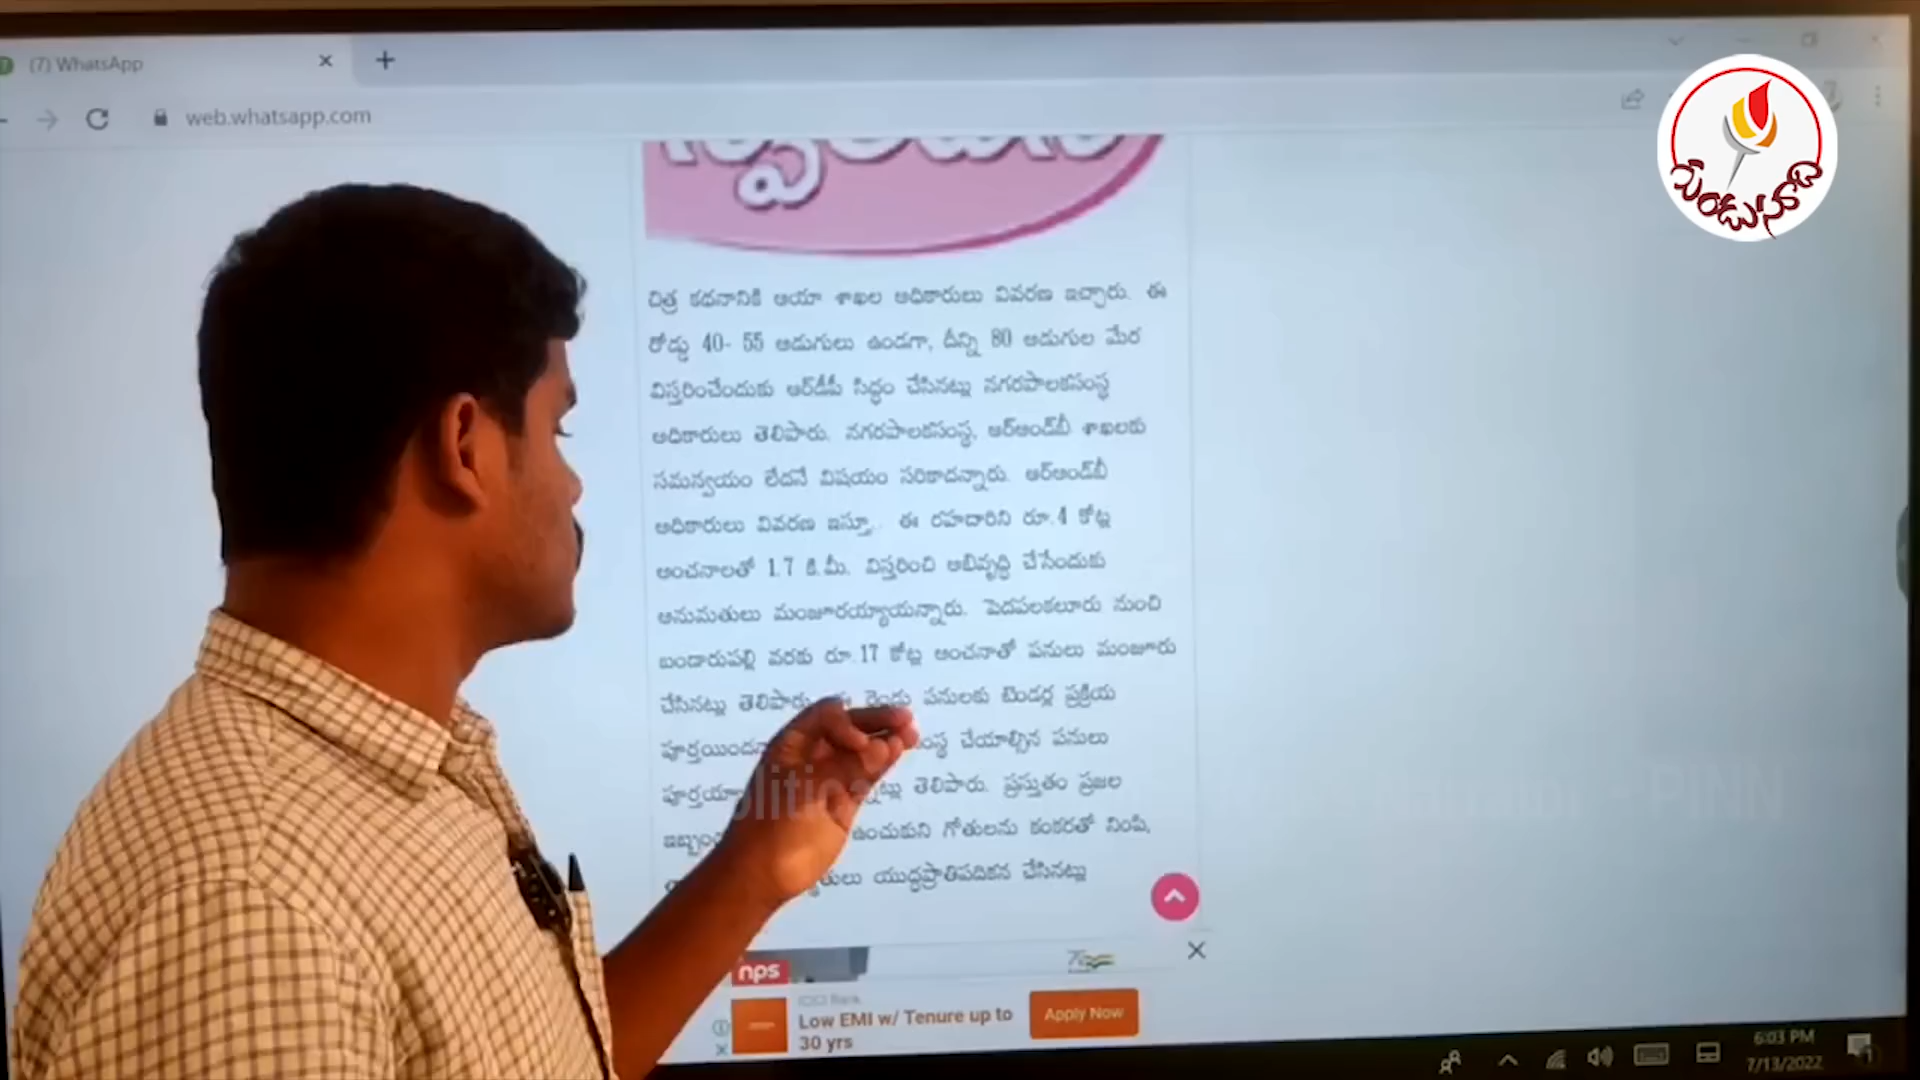 (7) WhatsApp
web.whatsapp.com
పెండునాది
చిత్ర కథనానికి ఆయా శాఖల అధికారులు వివరణ ఇచ్చారు. ఈ
రోడ్డు 40- 55 అడుగులు ఉండగా, దీన్ని 80 అడుగుల మేర
విస్తరించేందుకు ఆర్‌డీపీ సిద్ధం చేసినట్లు నగరపాలకసంస్థ
అధికారులు తెలిపారు. నగరపాలకసంస్థ, ఆర్‌అండ్‌బీ శాఖలకు
సమన్వయం లేదనే విషయం సరికాదన్నారు. ఆర్‌అండ్‌బీ
అధికారులు వివరణ ఇస్తూ.. ఈ రహదారిని రూ.4 కోట్ల
అంచనాలతో 1.7 కి.మీ. విస్తరించి అభివృద్ధి చేసేందుకు
అనుమతులు మంజూరయ్యాయన్నారు. పెదపలకలూరు నుంచి
బండారుపల్లి వరకు రూ.17 కోట్ల అంచనాతో పనులు మంజూరు
చేసినట్లు తెలిపారు. ఈ రెండు పనులకు టెండర్ల ప్రక్రియ
చేయాల్సిన పనులు
తెలిపారు. ప్రస్తుతం ప్రజల
ఉంచుకుని గోతులను కంకరతో నింపి,
యుద్ధప్రాతిపదికన చేసినట్లు
nps
ICICI Bank
Low EMI w/ Tenure up to
30 yrs
Apply Now
6:03 PM
7/13/2022